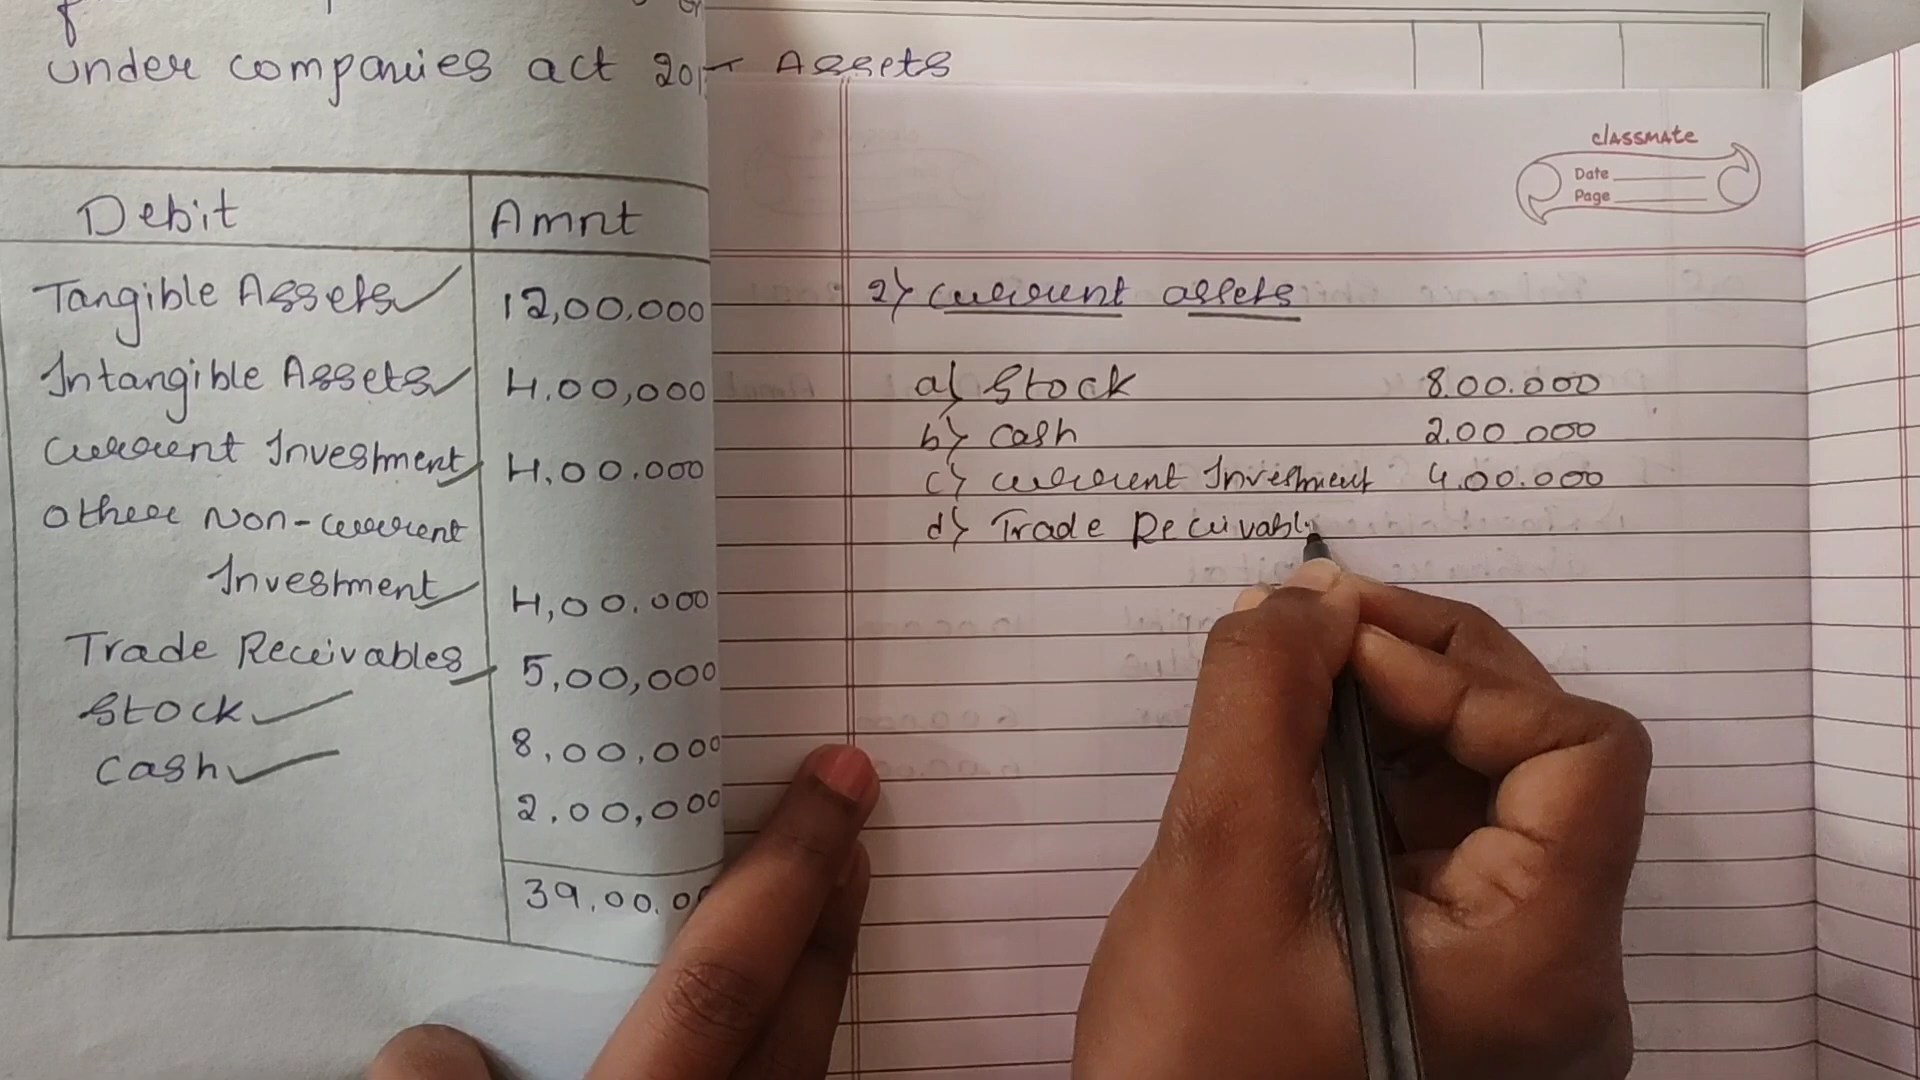 under companies act 201
Debit Amnt
Tangible Assets 12,00,000
Intangible Assets 4,00,000
Current Investment 4,00,000
Other Non-current
Investment 4,00,000
Trade Receivables 5,00,000
Stock 8,00,000
Cash 2,00,000
39,00,0
Assets
classmate
Date
Page
2) Current assets
a) Stock 8,00,000
b) Cash 2,00,000
c) Current Investment 4,00,000
d) Trade Receivabl